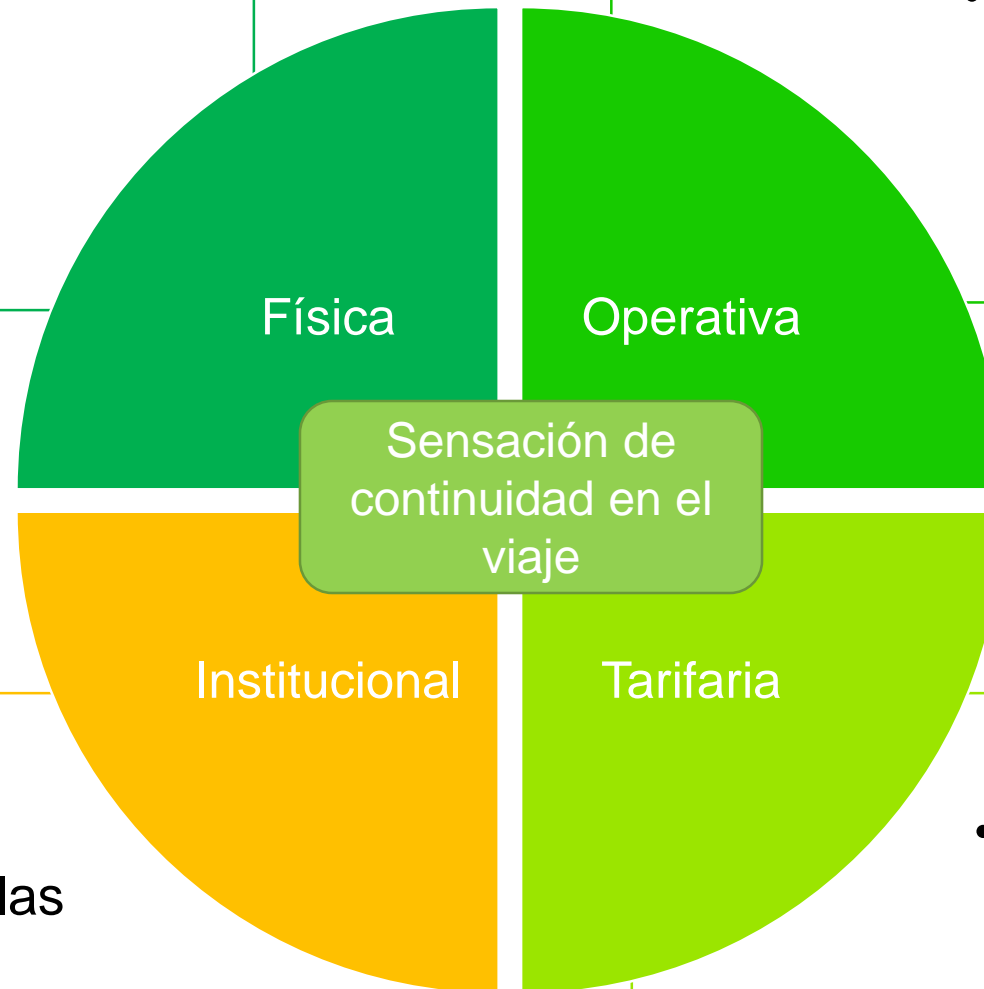 Física
Operativa
Sensación de
continuidad en el
viaje
Institucional
Tarifaria
•
las